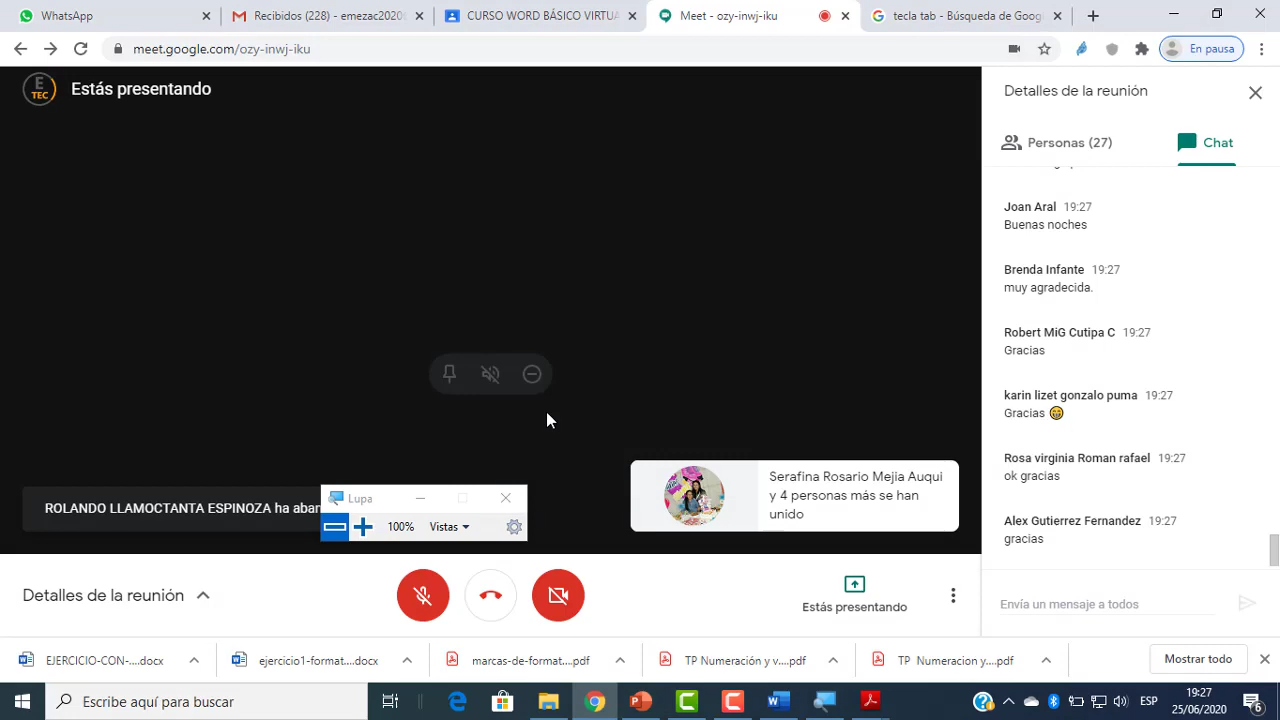 WhatsApp
Recibidos (228) - emezac2030
CURSO WORD BÁSICO VIRTUA
Meet - ozy-inwj-iku
tecla tab - Búsqueda de Goog
meet.google.com/ozy-inwj-iku
En pausa
E
TEC
Estás presentando
Detalles de la reunión
Personas (27)
Chat
Joan Aral 19:27
Buenas noches
Brenda Infante 19:27
muy agradecida.
Robert MiG Cutipa C 19:27
Gracias
karin lizet gonzalo puma 19:27
Gracias
Rosa virginia Roman rafael 19:27
ok gracias
Alex Gutierrez Fernandez 19:27
gracias
Serafina Rosario Mejia Auqui
y 4 personas más se han
unido
ROLANDO LLAMOCTANTA ESPINOZA ha aban
Lupa
100% Vistas
Detalles de la reunión
Estás presentando
Envía un mensaje a todos
EJERCICIO-CON-....docx
ejercicio1-format....docx
marcas-de-format....pdf
TP Numeración y v....pdf
TP Numeracion y....pdf
Mostrar todo
Escribe aquí para buscar
ESP
19:27
25/06/2020
6